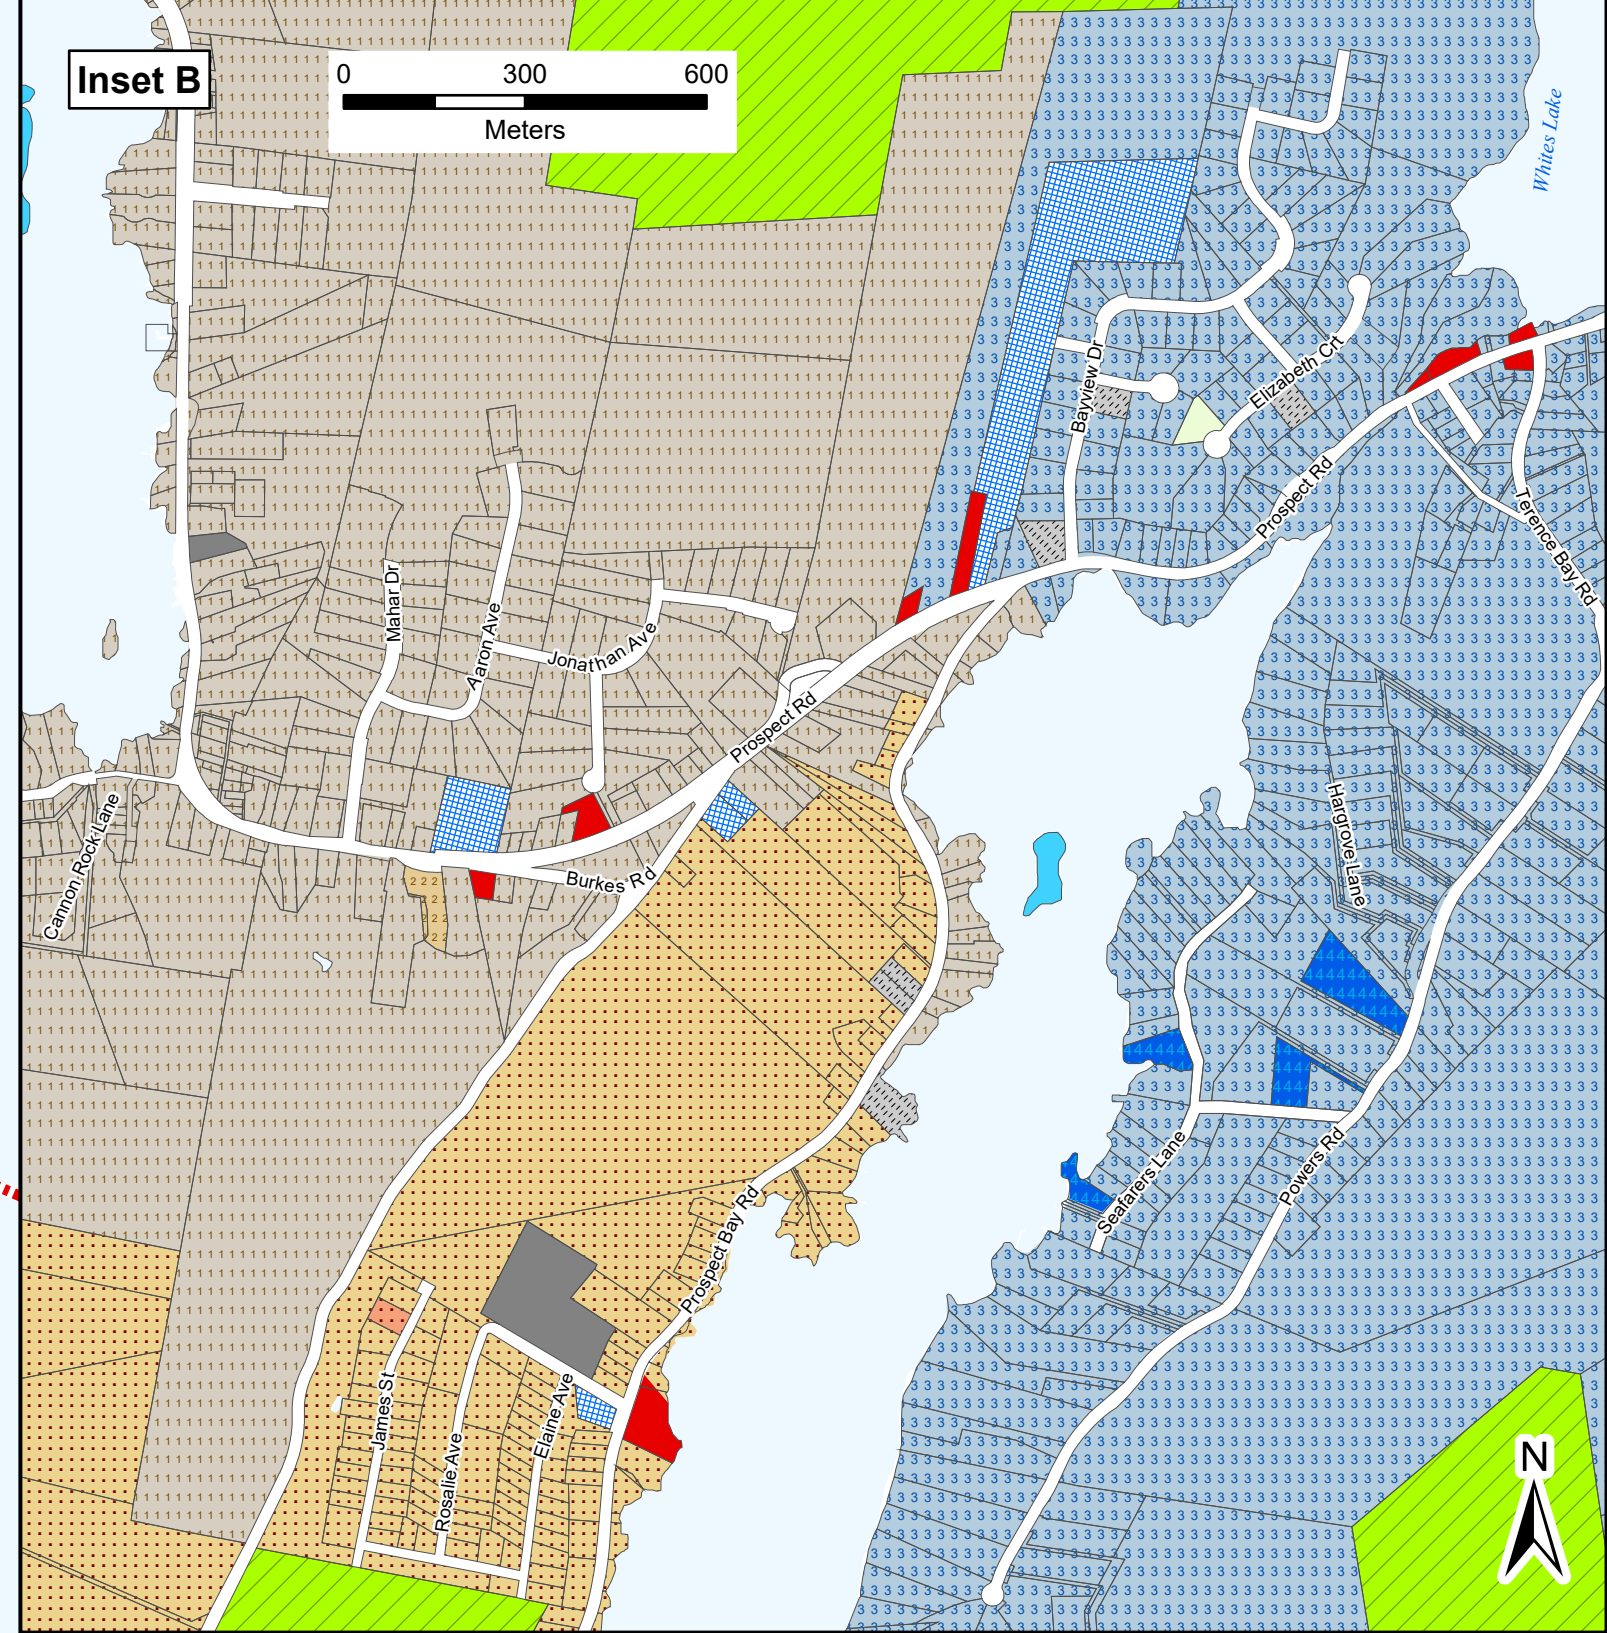 Inset B
0 300 600
Meters
Whites Lake
Bayview Dr
Elizabeth Crt
Prospect Rd
Terence Bay Rd
Mahar Dr
Aaron Ave
Jonathan Ave
Prospect Rd
Cannon Rock Lane
Burkes Rd
Hargrove Lane
Seafarers Lane
Powers Rd
Prospect Bay Rd
James St
Rosalie Ave
Elaine Ave
N